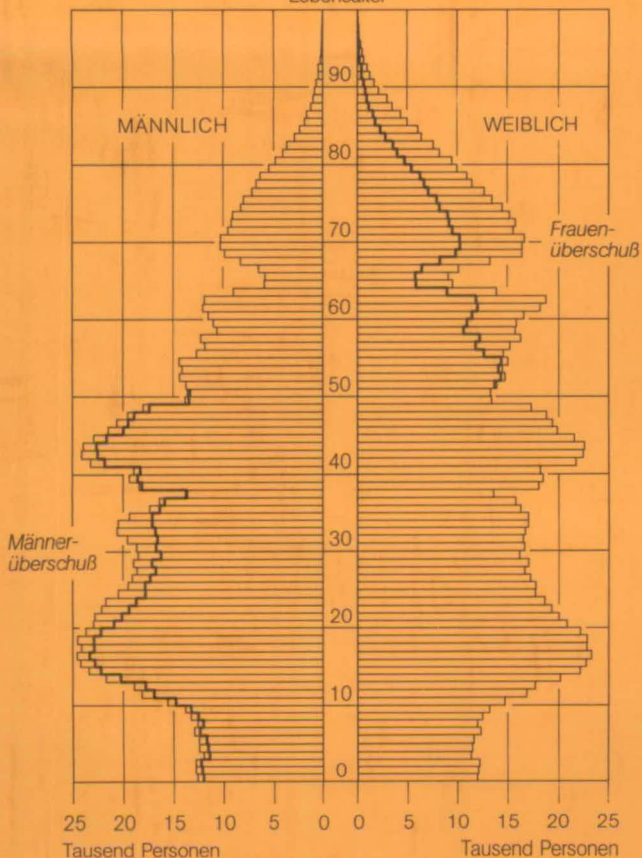 Lebensalter
90
MÄNNLICH
WEIBLICH
80
70
Frauen-
überschuß
60
50
40
30
Männer-
überschuß
20
10
0
25 20 15 10 5 0 0 5 10 15 20 25
Tausend Personen
Tausend Personen